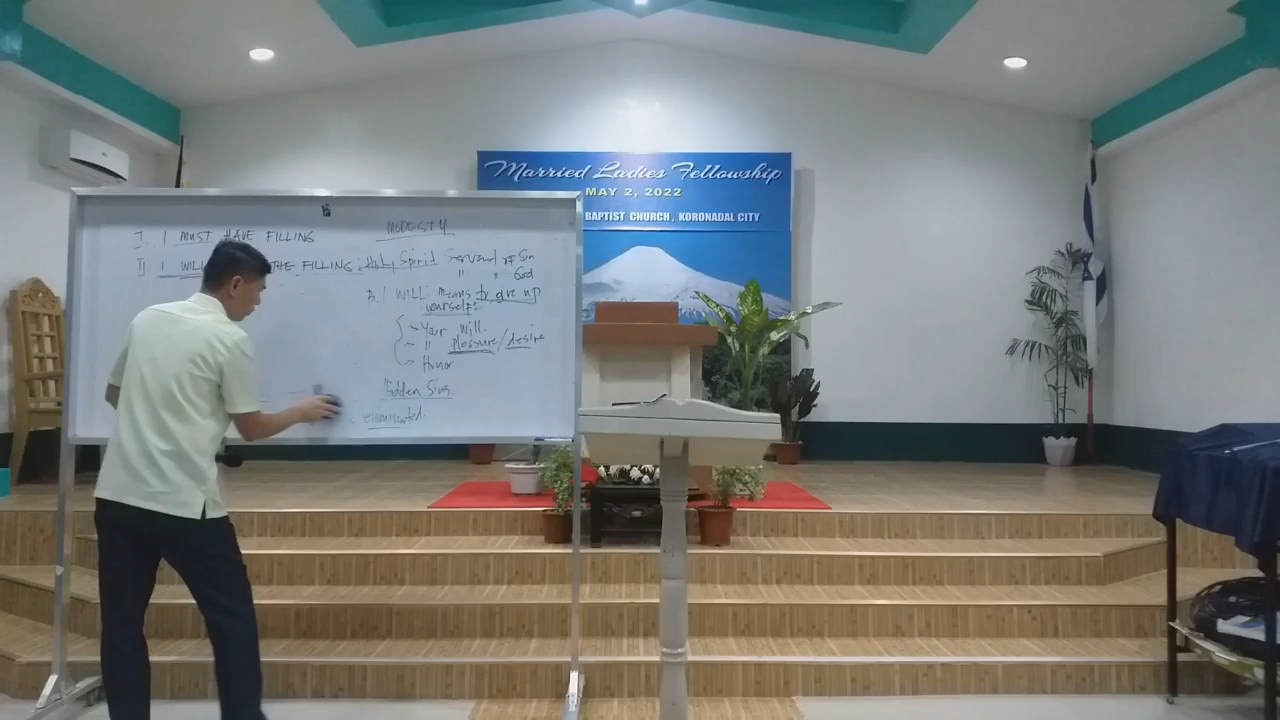 Married Ladies Fellowship
MAY 2, 2022
BAPTIST CHURCH, KORONADAL CITY
MODESTY
I. I MUST HAVE FILLING
II I WILL THE FILLING: Holy Spirit Servant of Sin
" " God
B. I WILL means to give up
yourself:
→ Your Will.
→ " pleasure/desire
→ Honor
Hidden Sins.
eliminated.